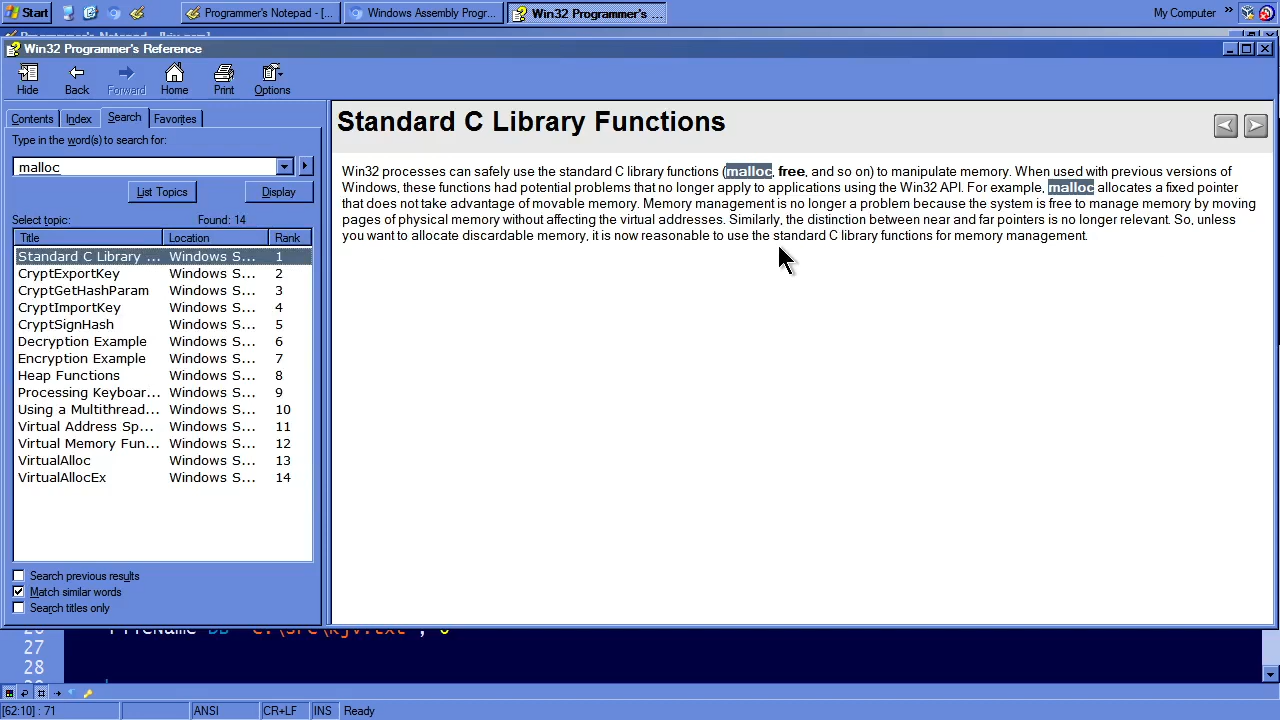 Start
Programmer's Notepad - [...
Windows Assembly Progr...
Win32 Programmer's ...
My Computer
»
Win32 Programmer's Reference
Hide
Back
Forward
Home
Print
Options
Contents
Index
Search
Favorites
Type in the word(s) to search for:
malloc
List Topics
Display
Select topic:
Found: 14
Title Location Rank
Standard C Library ... Windows S... 1
CryptExportKey Windows S... 2
CryptGetHashParam Windows S... 3
CryptImportKey Windows S... 4
CryptSignHash Windows S... 5
Decryption Example Windows S... 6
Encryption Example Windows S... 7
Heap Functions Windows S... 8
Processing Keyboar... Windows S... 9
Using a Multithread... Windows S... 10
Virtual Address Sp... Windows S... 11
Virtual Memory Fun... Windows S... 12
VirtualAlloc Windows S... 13
VirtualAllocEx Windows S... 14
Search previous results
Match similar words
Search titles only
Standard C Library Functions
Win32 processes can safely use the standard C library functions (malloc, free, and so on) to manipulate memory. When used with previous versions of
Windows, these functions had potential problems that no longer apply to applications using the Win32 API. For example, malloc allocates a fixed pointer
that does not take advantage of movable memory. Memory management is no longer a problem because the system is free to manage memory by moving
pages of physical memory without affecting the virtual addresses. Similarly, the distinction between near and far pointers is no longer relevant. So, unless
you want to allocate discardable memory, it is now reasonable to use the standard C library functions for memory management.
27
28
[62:10] : 71
ANSI
CR+LF
INS
Ready